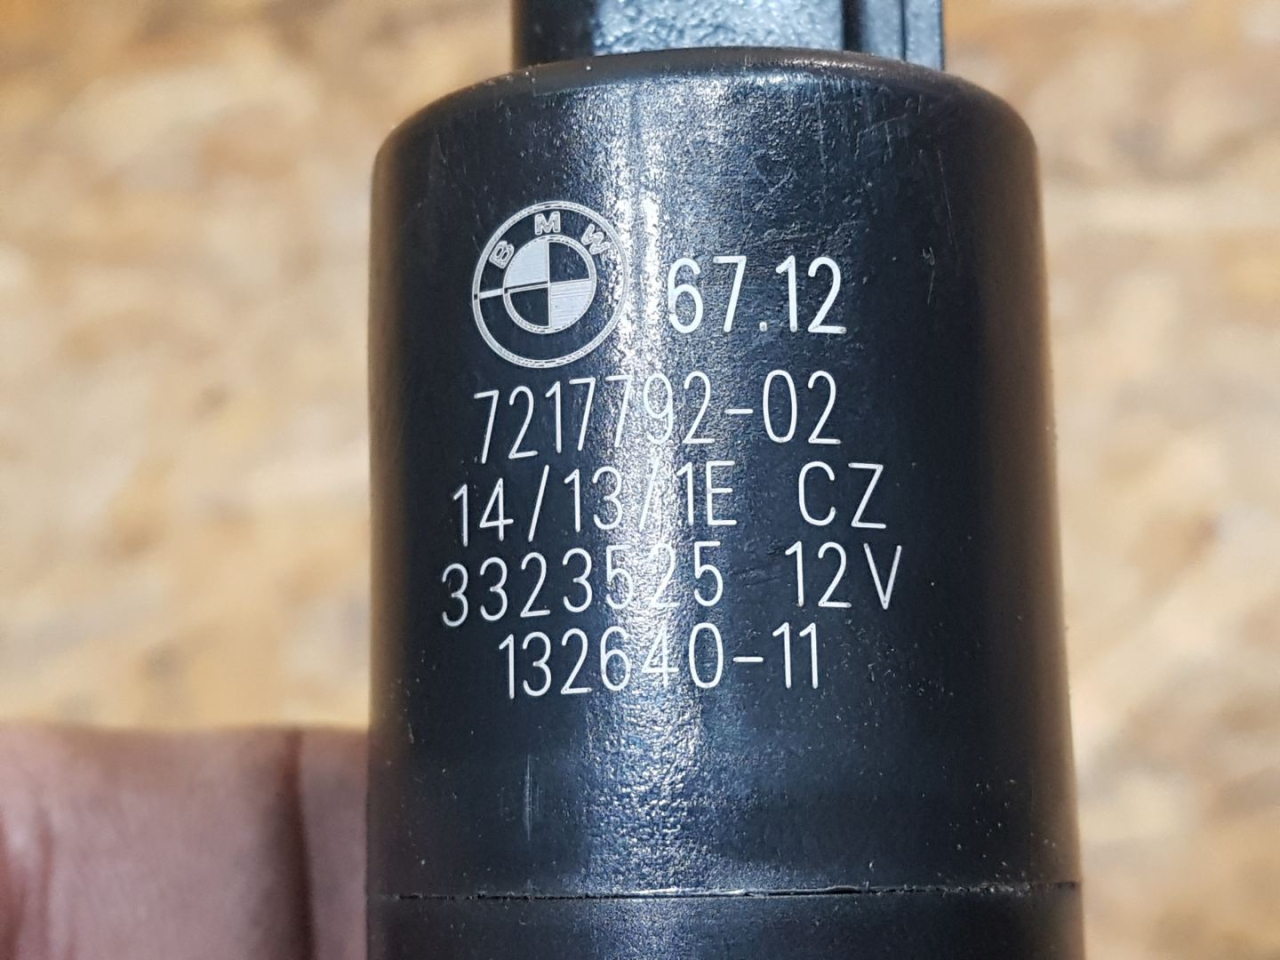 BMW 67.12
7217792-02
14/13/1E CZ
3323525 12V
132640-11